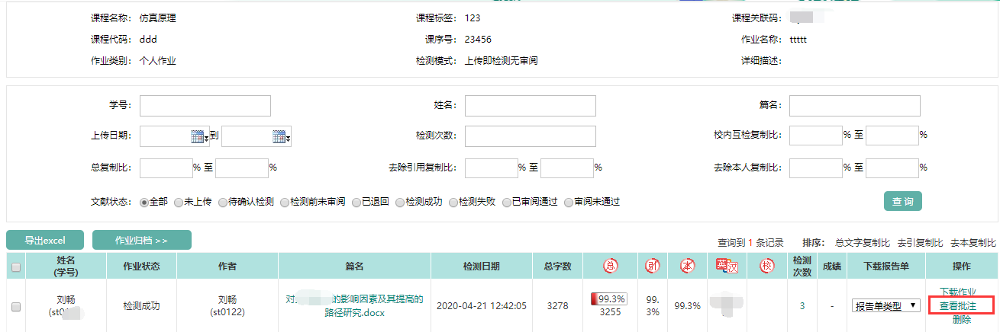 课程名称： 仿真原理 课程标签： 123 课程关联码：
课程代码： ddd 课序号： 23456 作业名称： ttttt
作业类别： 个人作业 检测模式： 上传即检测无审阅 详细描述：
学号： 姓名： 篇名：
上传日期： 到 检测次数： 校内互检复制比： % 至 %
总复制比： % 至 % 去除引用复制比： % 至 % 去除本人复制比： % 至 %
文献状态： 全部 未上传 待确认检测 检测前未审阅 已退回 检测成功 检测失败 已审阅通过 审阅未通过 查 询
导出excel 作业归档 >> 查询到 1 条记录 排序： 总文字复制比 去引复制比 去本复制比
姓名
(学号) 作业状态 作者 篇名 检测日期 总字数 总 引 本 英汉 校 检测
次数 成绩 下载报告单 操作
刘畅
(st0 检测成功 刘畅
(st0122) 对 的影响因素及其提高的
路径研究.docx 2020-04-21 12:42:05 3278 99.3%
3255 99.
3% 99.3% 3 - 报告单类型 下载作业
查看批注
删除